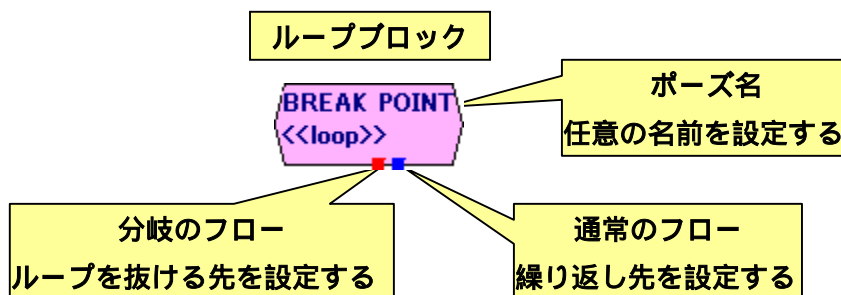 ループブロック
BREAK POINT
<<loop>>
ポーズ名
任意の名前を設定する
分岐のフロー
ループを抜ける先を設定する
通常のフロー
繰り返し先を設定する